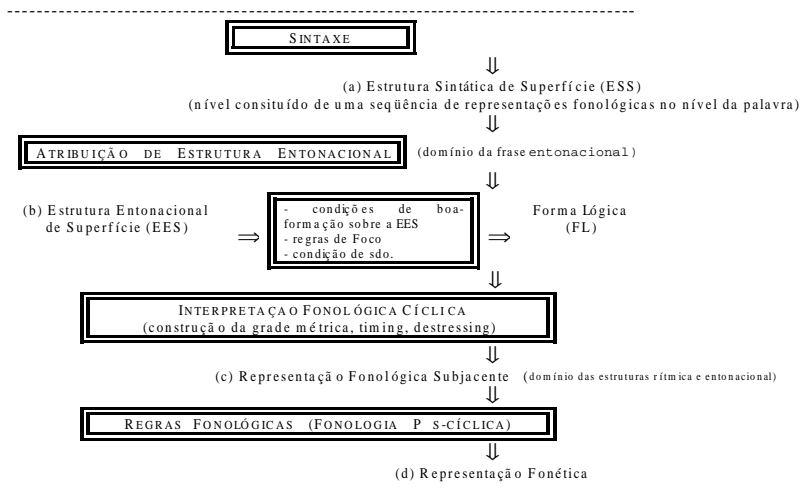 SINTAXE
(a) Estrutura Sintática de Superfície (ESS)
(nível consituído de uma seqüência de representações fonológicas no nível da palavra)
ATRIBUIÇÃO DE ESTRUTURA ENTONACIONAL
(domínio da frase entonacional)
(b) Estrutura Entonacional
de Superfície (EES)
- condições de boa-
formação sobre a EES
- regras de Foco
- condição de sdo.
Forma Lógica
(FL)
INTERPRETAÇAO FONOLÓGICA CÍCLICA
(construção da grade métrica, timing, destressing)
(c) Representação Fonológica Subjacente (domínio das estruturas rítmica e entonacional)
REGRAS FONOLÓGICAS (FONOLOGIA P S-CÍCLICA)
(d) Representação Fonética